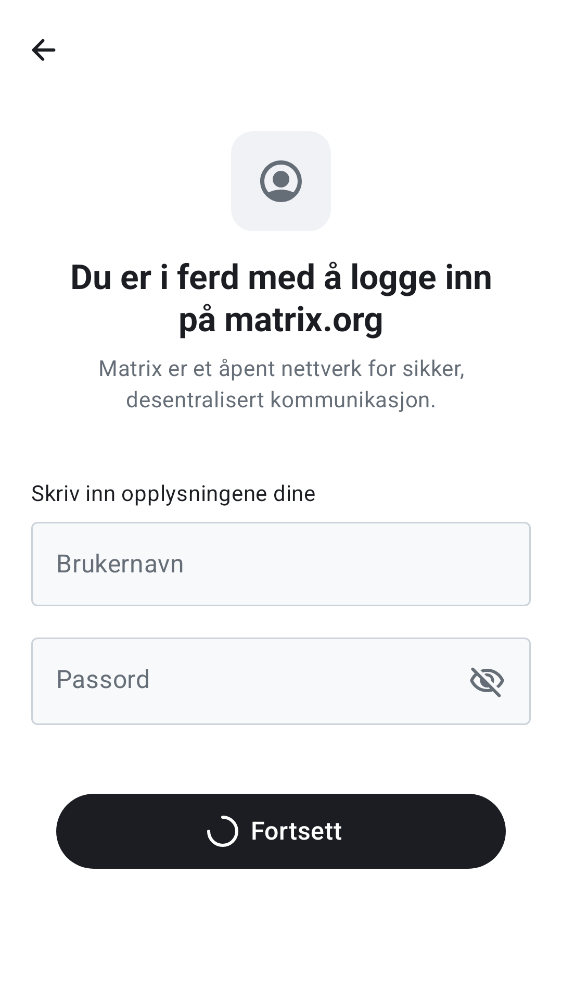 Du er i ferd med å logge inn
på matrix.org
Matrix er et åpent nettverk for sikker,
desentralisert kommunikasjon.
Skriv inn opplysningene dine
Brukernavn
Passord
Fortsett